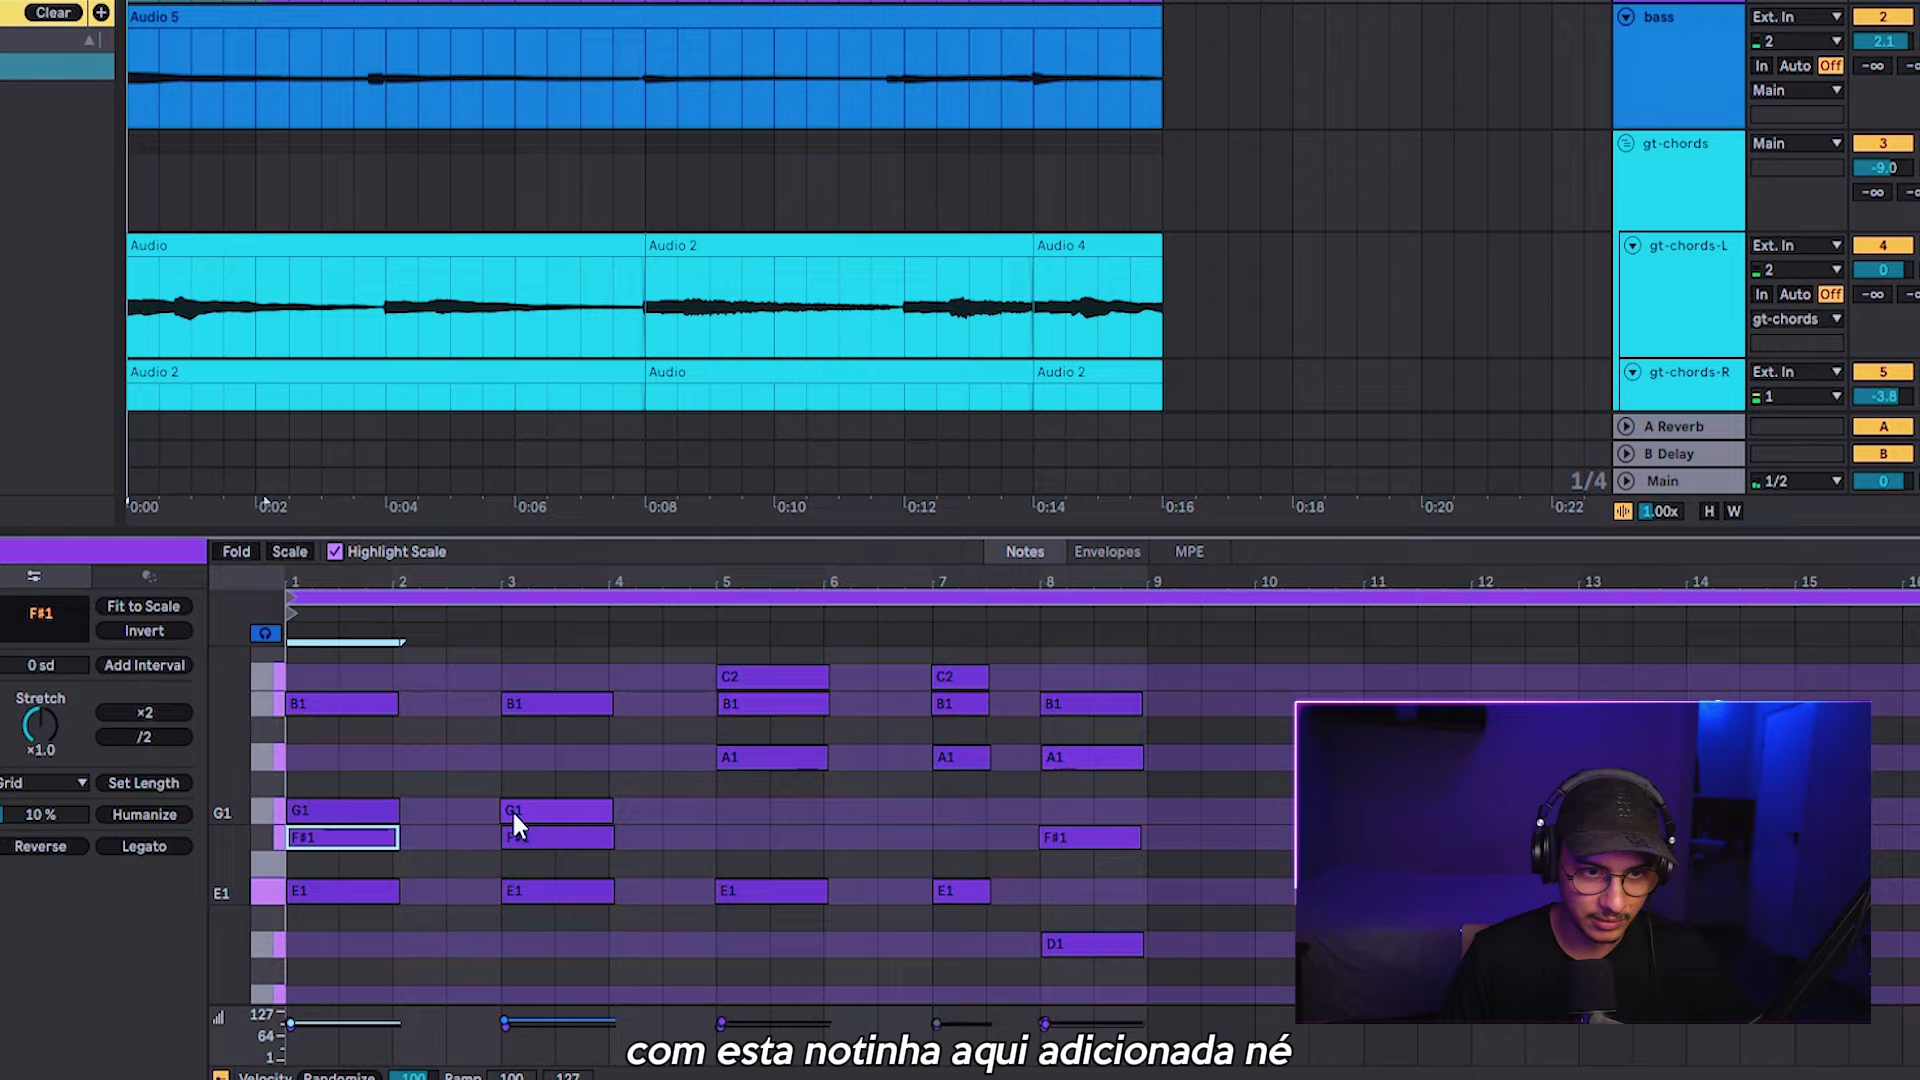 Clear
Audio 5
bass
Ext. In
2
2
2.1
In Auto Off
-∞
Main
gt-chords
Main
3
-9.0
-∞
Audio
Audio 2
Audio 4
gt-chords-L
Ext. In
4
2
0
In Auto Off
-∞
gt-chords
Audio 2
Audio
Audio 2
gt-chords-R
Ext. In
5
1
-3.8
A Reverb
A
B Delay
B
1/4
Main
1/2
0
0:00 0:02 0:04 0:06 0:08 0:10 0:12 0:14 0:16 0:18 0:20 0:22
1.00x H W
Fold Scale Highlight Scale
Notes Envelopes MPE
1 2 3 4 5 6 7 8 9 10 11 12 13 14 15 16
F#1
Fit to Scale
Invert
0 sd
Add Interval
Stretch
×2
/2
×1.0
Grid
Set Length
10 %
Humanize
Reverse
Legato
C2 C2
B1 B1 B1 B1 B1
A1 A1 A1
G1
G1 G1
F#1 F#1 F#1
E1
E1 E1 E1 E1
D1
127
64
1
com esta notinha aqui adicionada né
Velocity Randomize 100 Ramp 100 127